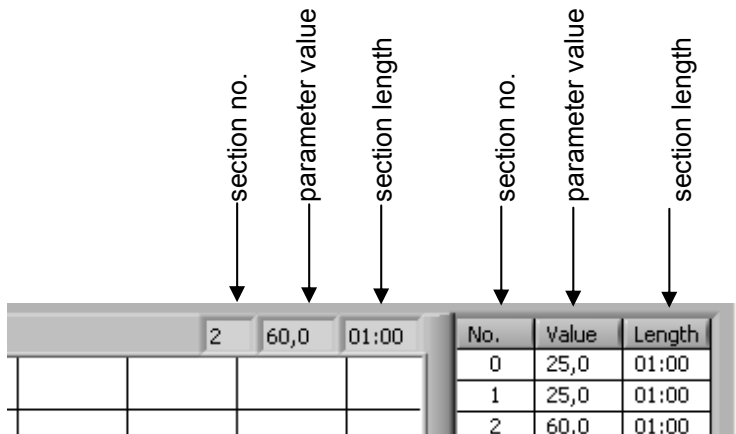 section no.
parameter value
section length
section no.
parameter value
section length
2 60,0 01:00
No. Value Length
0 25,0 01:00
1 25,0 01:00
2 60,0 01:00